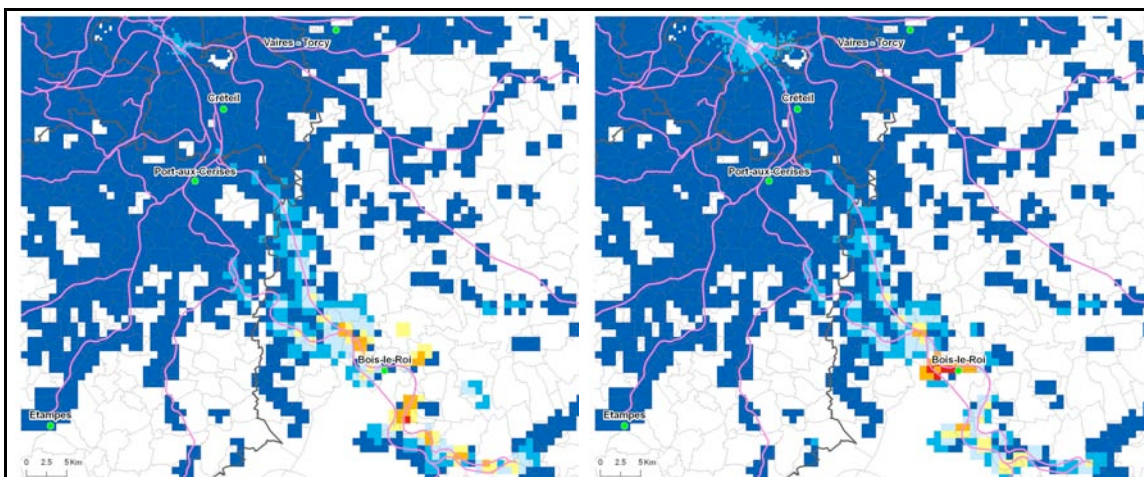 Vaires - Torcy
Créteil
Port-aux-Cerises
Bois-le-Roi
Etampes
0 2.5 5 Km
Vaires - Torcy
Créteil
Port-aux-Cerises
Bois-le-Roi
Etampes
0 2.5 5 Km